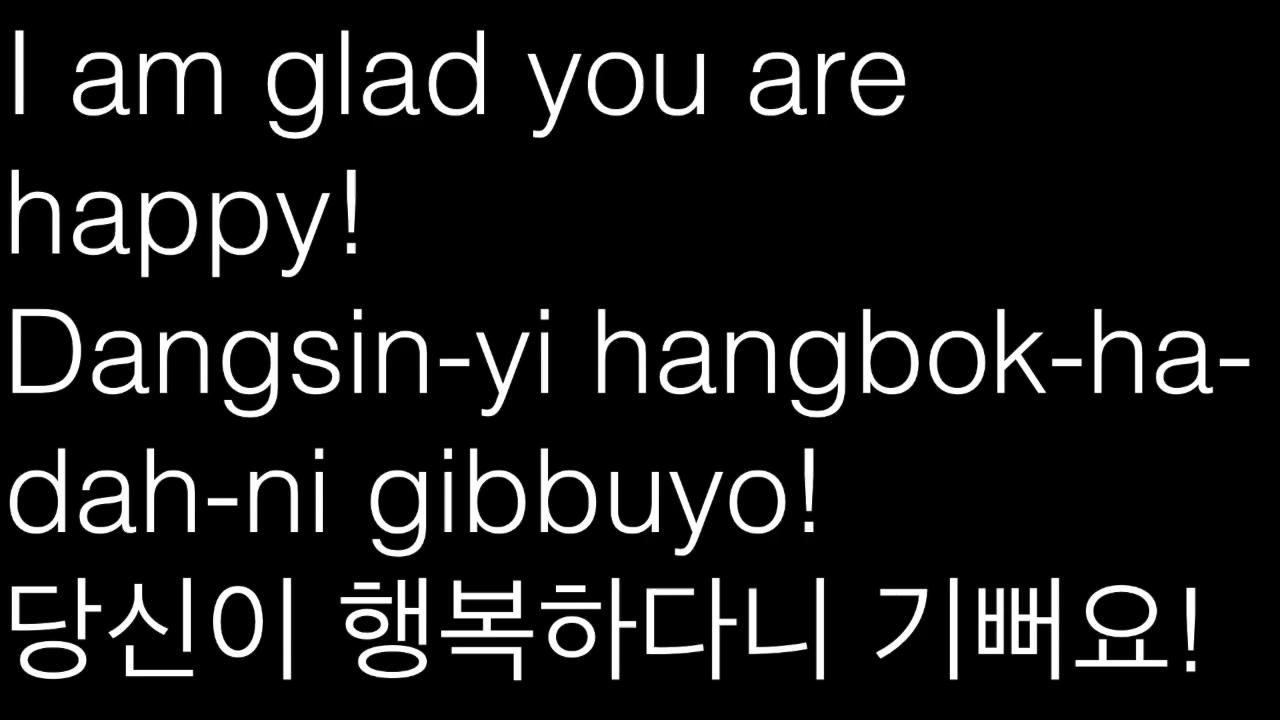 I am glad you are
happy!
Dangsin-yi hangbok-ha-
dah-ni gibbuyo!
당신이 행복하다니 기뻐요!